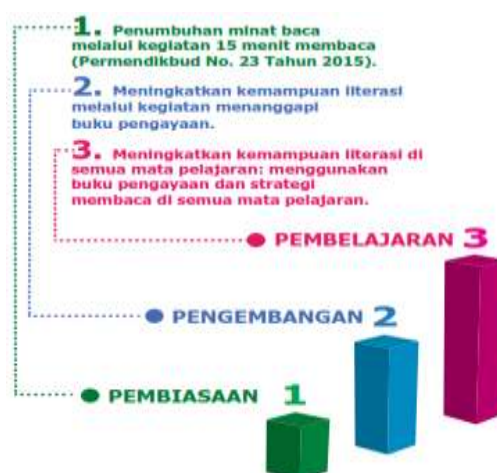 1. Penumbuhan minat baca
melalui kegiatan 15 menit membaca
(Permendikbud No. 23 Tahun 2015).
2. Meningkatkan kemampuan literasi
melalui kegiatan menanggapi
buku pengayaan.
3. Meningkatkan kemampuan literasi di
semua mata pelajaran: menggunakan
buku pengayaan dan strategi
membaca di semua mata pelajaran.
PEMBELAJARAN 3
PENGEMBANGAN 2
PEMBIASAAN 1